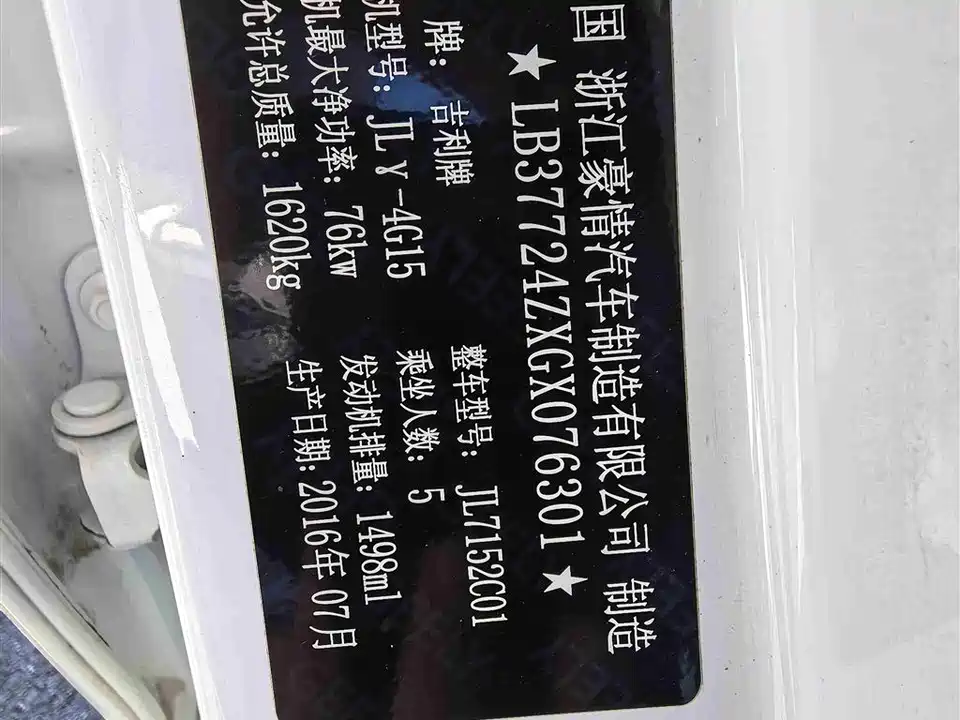 国 浙江豪情汽车制造有限公司 制造
★LB37724ZXGX076301★
牌: 吉利牌 整车型号: JL7152C01
机型号: JLγ-4G15 乘坐人数: 5
机最大净功率: 76kw 发动机排量: 1498ml
允许总质量: 1620kg 生产日期: 2016年07月